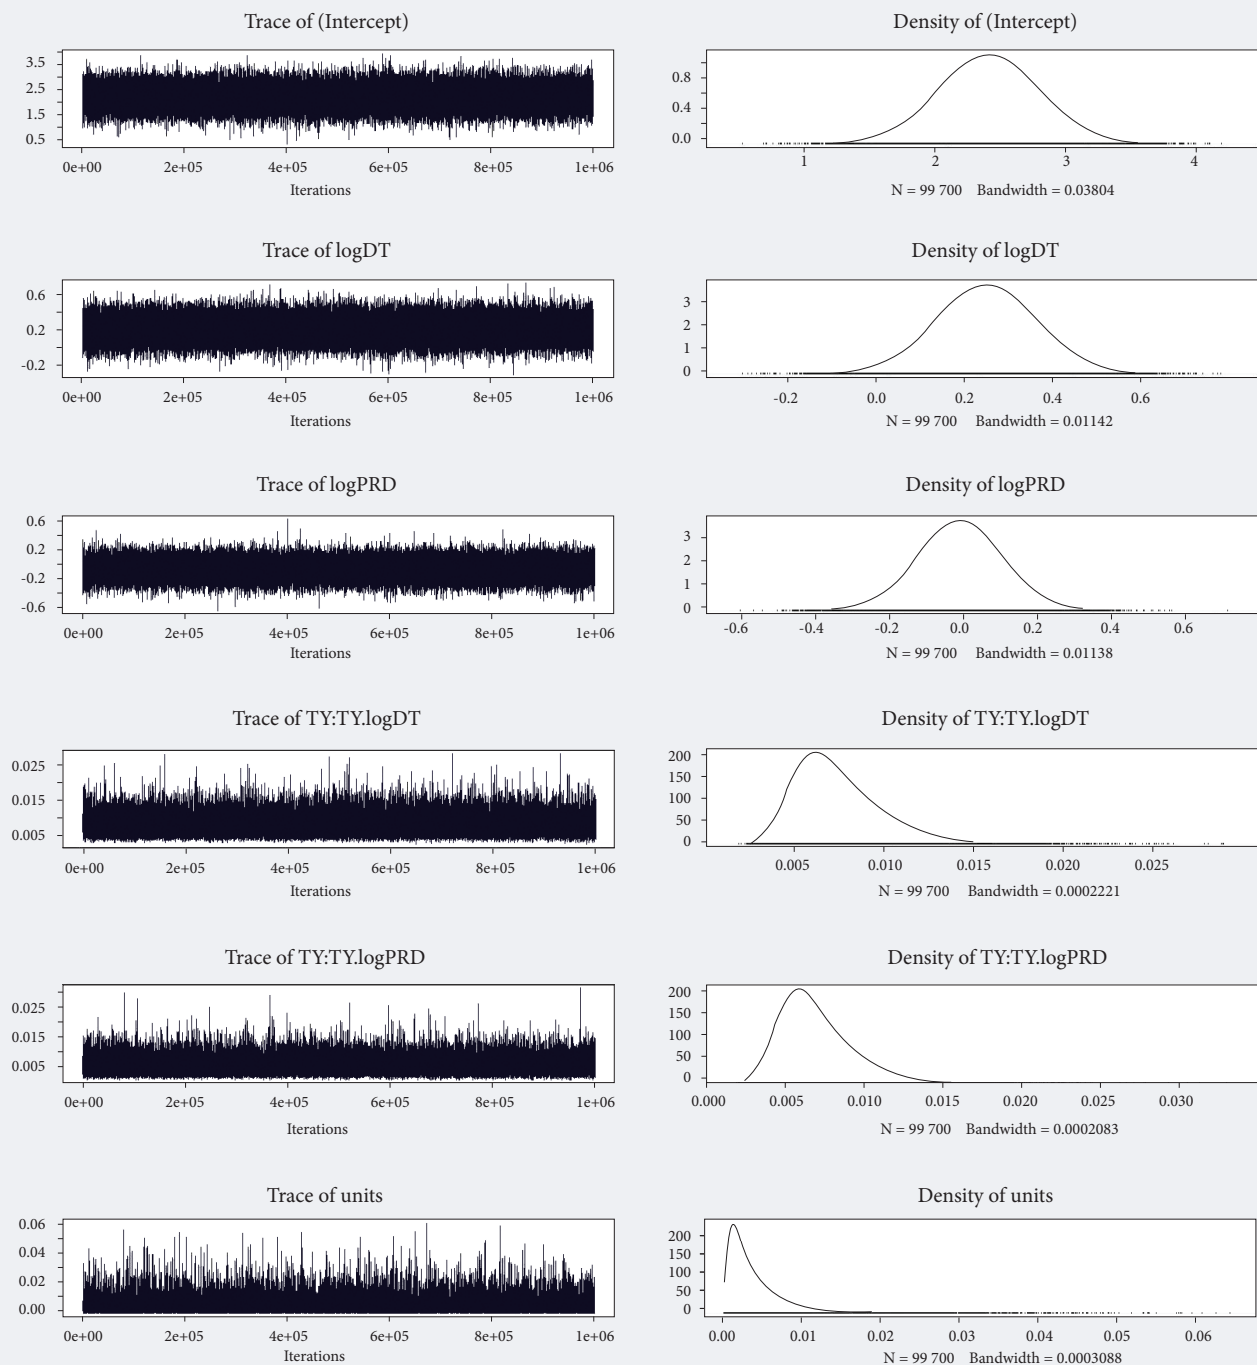 Trace of (Intercept)
3.5
2.5
1.5
0.5
0e+00 2e+05 4e+05 6e+05 8e+05 1e+06
Iterations
Density of (Intercept)
0.8
0.4
0.0
1 2 3 4
N = 99 700 Bandwidth = 0.03804
Trace of logDT
0.6
0.2
-0.2
0e+00 2e+05 4e+05 6e+05 8e+05 1e+06
Iterations
Density of logDT
3
2
1
0
-0.2 0.0 0.2 0.4 0.6
N = 99 700 Bandwidth = 0.01142
Trace of logPRD
0.6
0.2
-0.2
-0.6
0e+00 2e+05 4e+05 6e+05 8e+05 1e+06
Iterations
Density of logPRD
3
2
1
0
-0.6 -0.4 -0.2 0.0 0.2 0.4 0.6
N = 99 700 Bandwidth = 0.01138
Trace of TY:TY.logDT
0.025
0.015
0.005
0e+00 2e+05 4e+05 6e+05 8e+05 1e+06
Iterations
Density of TY:TY.logDT
200
150
100
50
0
0.005 0.010 0.015 0.020 0.025
N = 99 700 Bandwidth = 0.0002221
Trace of TY:TY.logPRD
0.025
0.015
0.005
0e+00 2e+05 4e+05 6e+05 8e+05 1e+06
Iterations
Density of TY:TY.logPRD
200
150
100
50
0
0.000 0.005 0.010 0.015 0.020 0.025 0.030
N = 99 700 Bandwidth = 0.0002083
Trace of units
0.06
0.04
0.02
0.00
0e+00 2e+05 4e+05 6e+05 8e+05 1e+06
Iterations
Density of units
200
150
100
50
0
0.00 0.01 0.02 0.03 0.04 0.05 0.06
N = 99 700 Bandwidth = 0.0003088